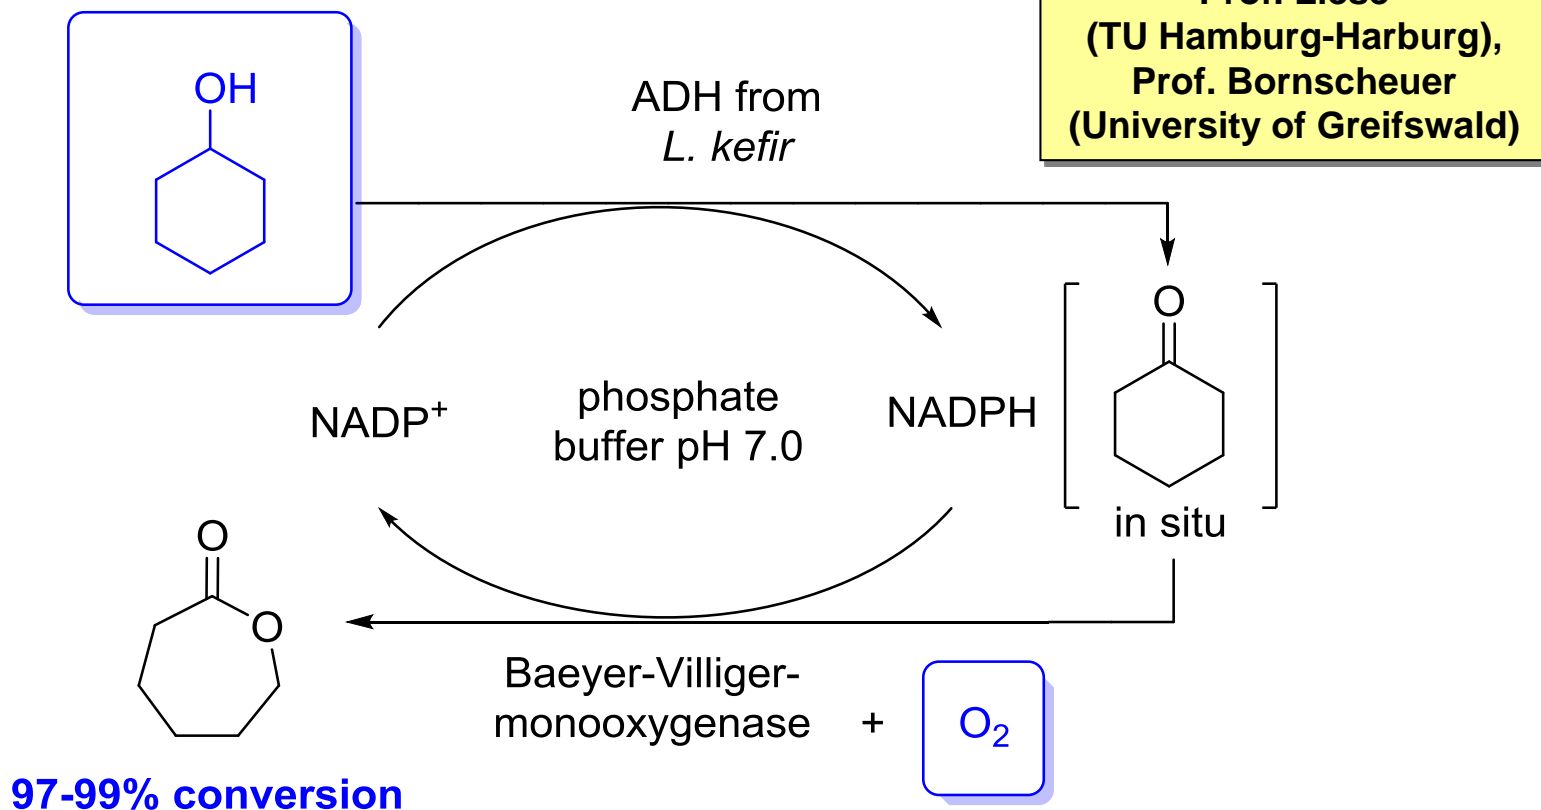 (TU Hamburg-Harburg),
Prof. Bornscheuer
(University of Greifswald)
OH
ADH from
L. kefir
O
NADP+
phosphate
buffer pH 7.0
NADPH
in situ
O
O
Baeyer-Villiger-
monooxygenase
+
O2
97-99% conversion